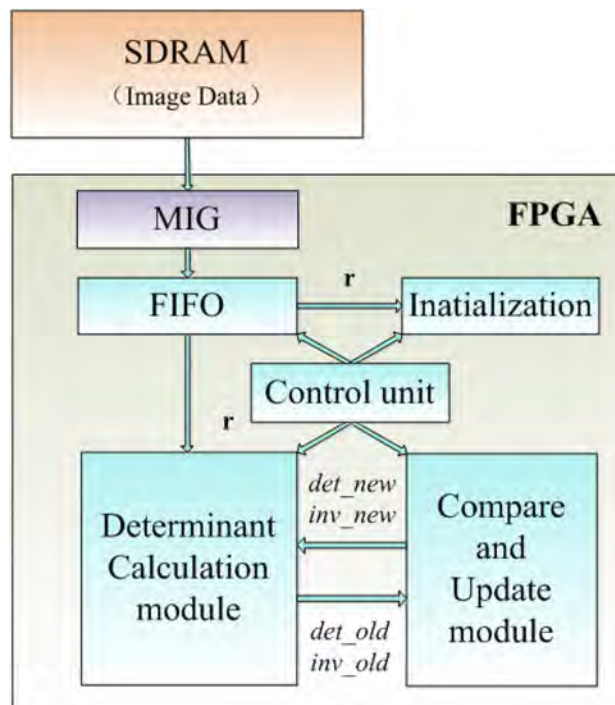 SDRAM
（Image Data）
MIG
FPGA
r
FIFO
Inatialization
Control unit
r
det_new
inv_new
Determinant
Calculation
module
Compare
and
Update
module
det_old
inv_old